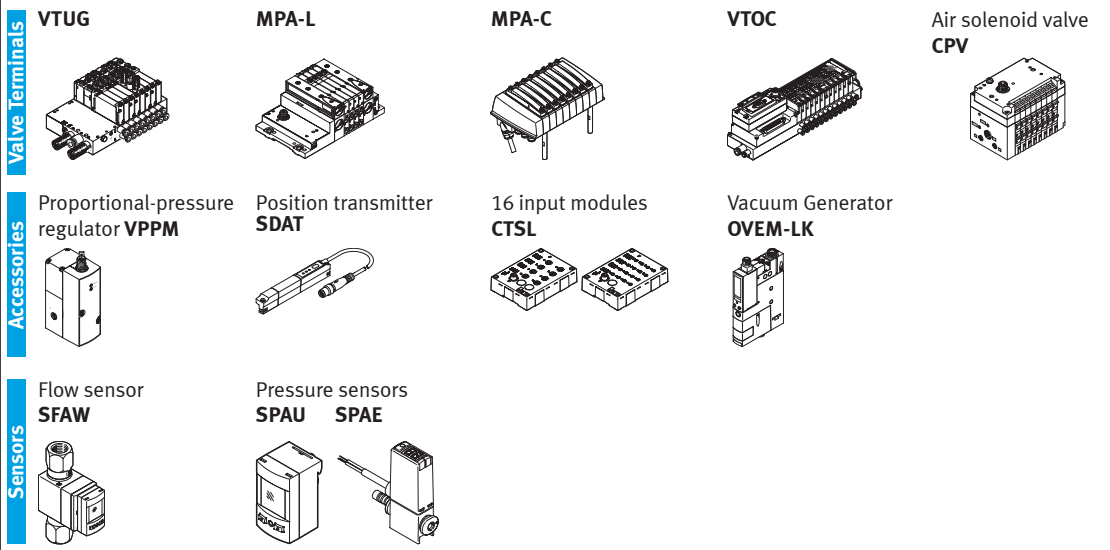 Valve Terminals
VTUG
MPA-L
MPA-C
VTOC
Air solenoid valve
CPV
Accessories
Proportional-pressure
regulator VPPM
Position transmitter
SDAT
16 input modules
CTSL
Vacuum Generator
OVEM-LK
Sensors
Flow sensor
SFAW
Pressure sensors
SPAU SPAE